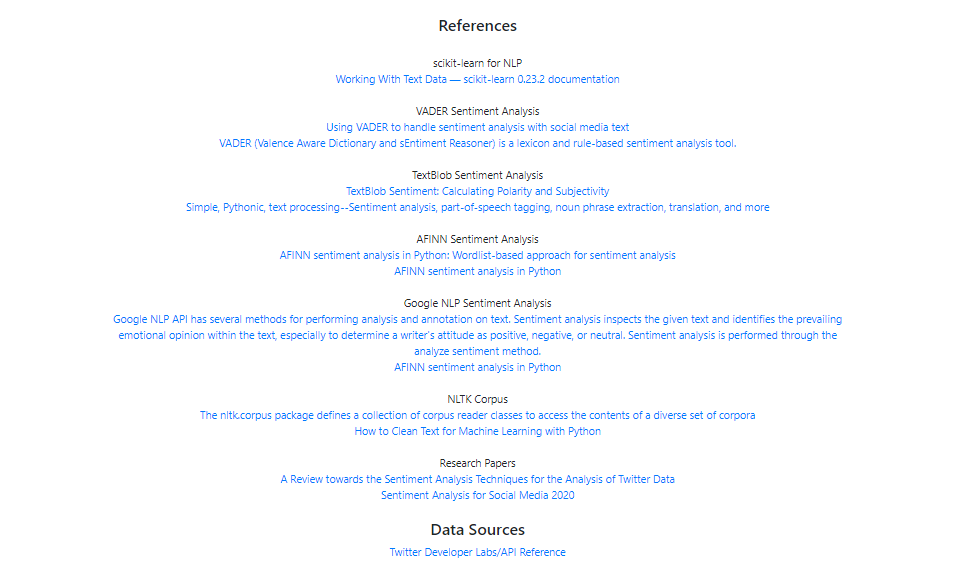 References
scikit-learn for NLP
Working With Text Data — scikit-learn 0.23.2 documentation
VADER Sentiment Analysis
Using VADER to handle sentiment analysis with social media text
VADER (Valence Aware Dictionary and sEntiment Reasoner) is a lexicon and rule-based sentiment analysis tool.
TextBlob Sentiment Analysis
TextBlob Sentiment: Calculating Polarity and Subjectivity
Simple, Pythonic, text processing--Sentiment analysis, part-of-speech tagging, noun phrase extraction, translation, and more
AFINN Sentiment Analysis
AFINN sentiment analysis in Python: Wordlist-based approach for sentiment analysis
AFINN sentiment analysis in Python
Google NLP Sentiment Analysis
Google NLP API has several methods for performing analysis and annotation on text. Sentiment analysis inspects the given text and identifies the prevailing
emotional opinion within the text, especially to determine a writer's attitude as positive, negative, or neutral. Sentiment analysis is performed through the
analyze sentiment method.
AFINN sentiment analysis in Python
NLTK Corpus
The nltk.corpus package defines a collection of corpus reader classes to access the contents of a diverse set of corpora
How to Clean Text for Machine Learning with Python
Research Papers
A Review towards the Sentiment Analysis Techniques for the Analysis of Twitter Data
Sentiment Analysis for Social Media 2020
Data Sources
Twitter Developer Labs/API Reference